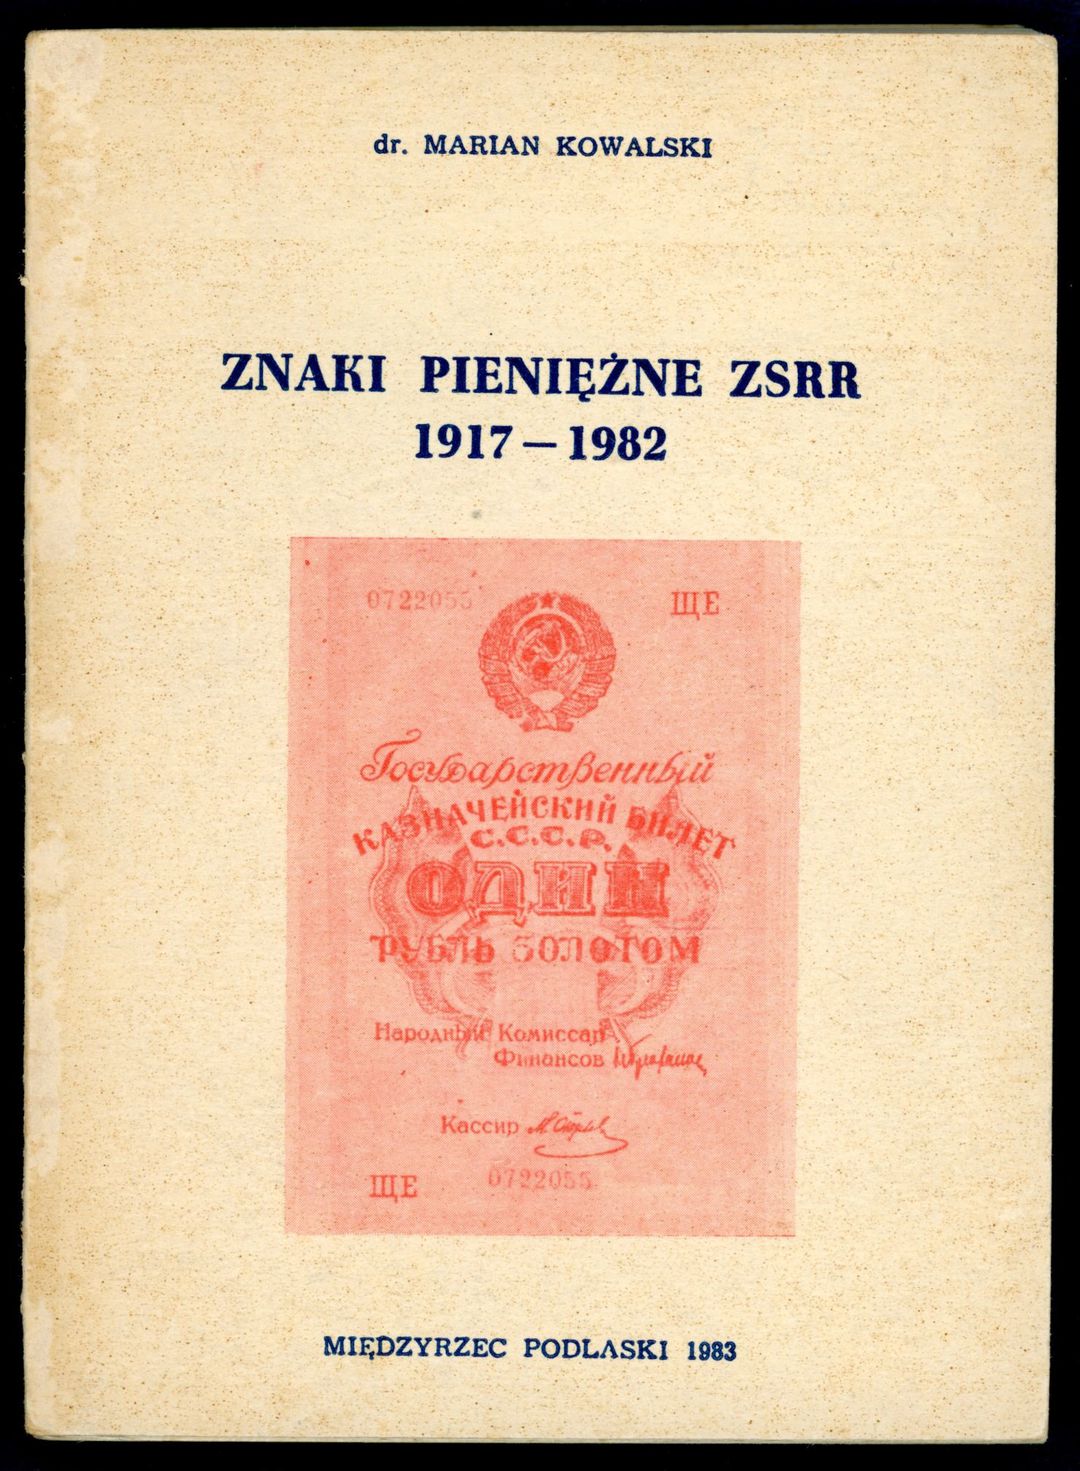 dr. MARIAN KOWALSKI
ZNAKI PIENIĘŻNE ZSRR
1917 — 1982
0722055 ЩЕ
Государственный
КАЗНАЧЕЙСКИЙ БИЛЕТ
С.С.С.Р.
ОДИН
РУБЛЬ ЗОЛОТОМ
Народный Комиссар
Финансов
Кассир
ЩЕ 0722055
MIĘDZYRZEC PODLASKI 1983